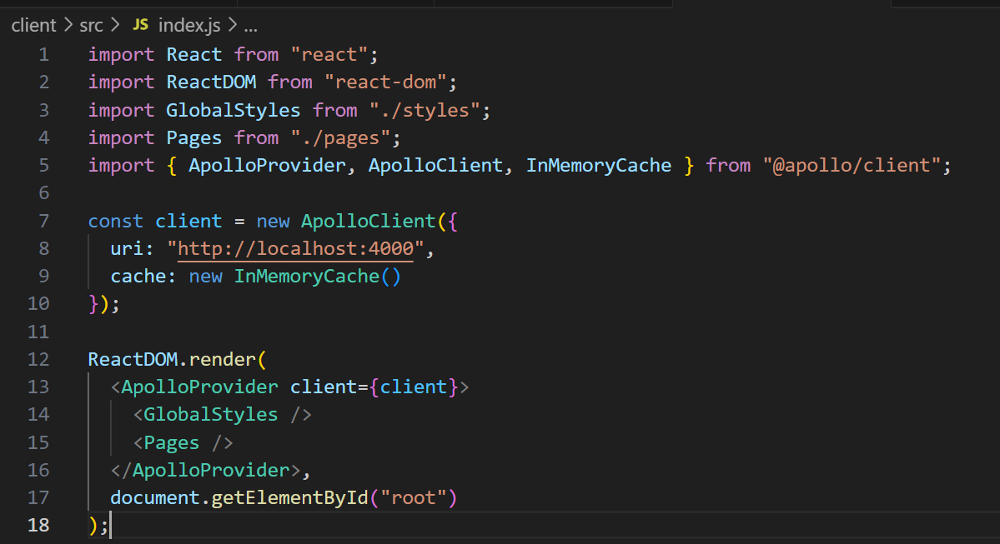 client > src > JS index.js > ...
1 import React from "react";
2 import ReactDOM from "react-dom";
3 import GlobalStyles from "./styles";
4 import Pages from "./pages";
5 import { ApolloProvider, ApolloClient, InMemoryCache } from "@apollo/client";
6
7 const client = new ApolloClient({
8   uri: "http://localhost:4000",
9   cache: new InMemoryCache()
10 });
11
12 ReactDOM.render(
13   <ApolloProvider client={client}>
14     <GlobalStyles />
15     <Pages />
16   </ApolloProvider>,
17   document.getElementById("root")
18 );